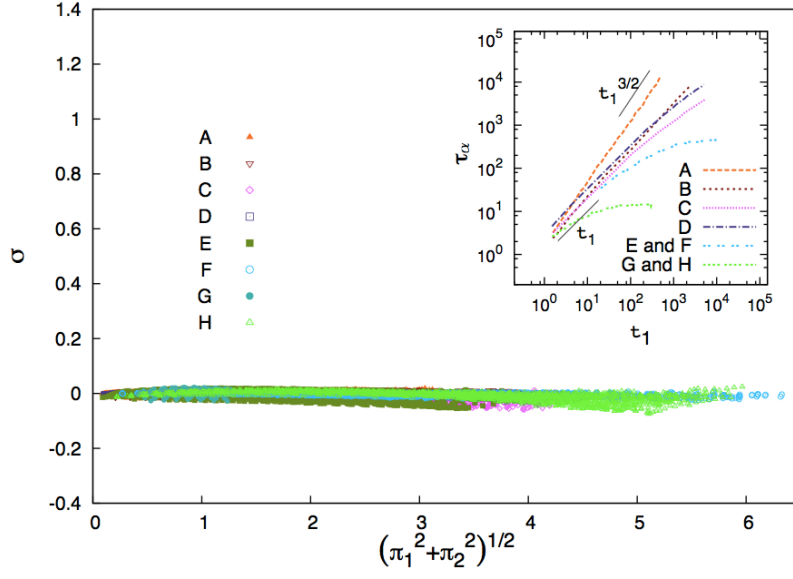 1.4
1.2
1
0.8
0.6
0.4
0.2
0
-0.2
-0.4
σ
0 1 2 3 4 5 6
(π₁²+π₂²)¹/²
A
B
C
D
E
F
G
H
10⁵
10⁴
10³
10²
10¹
10⁰
τα
t₁³/²
t₁
A
B
C
D
E and F
G and H
10⁰ 10¹ 10² 10³ 10⁴ 10⁵
t₁